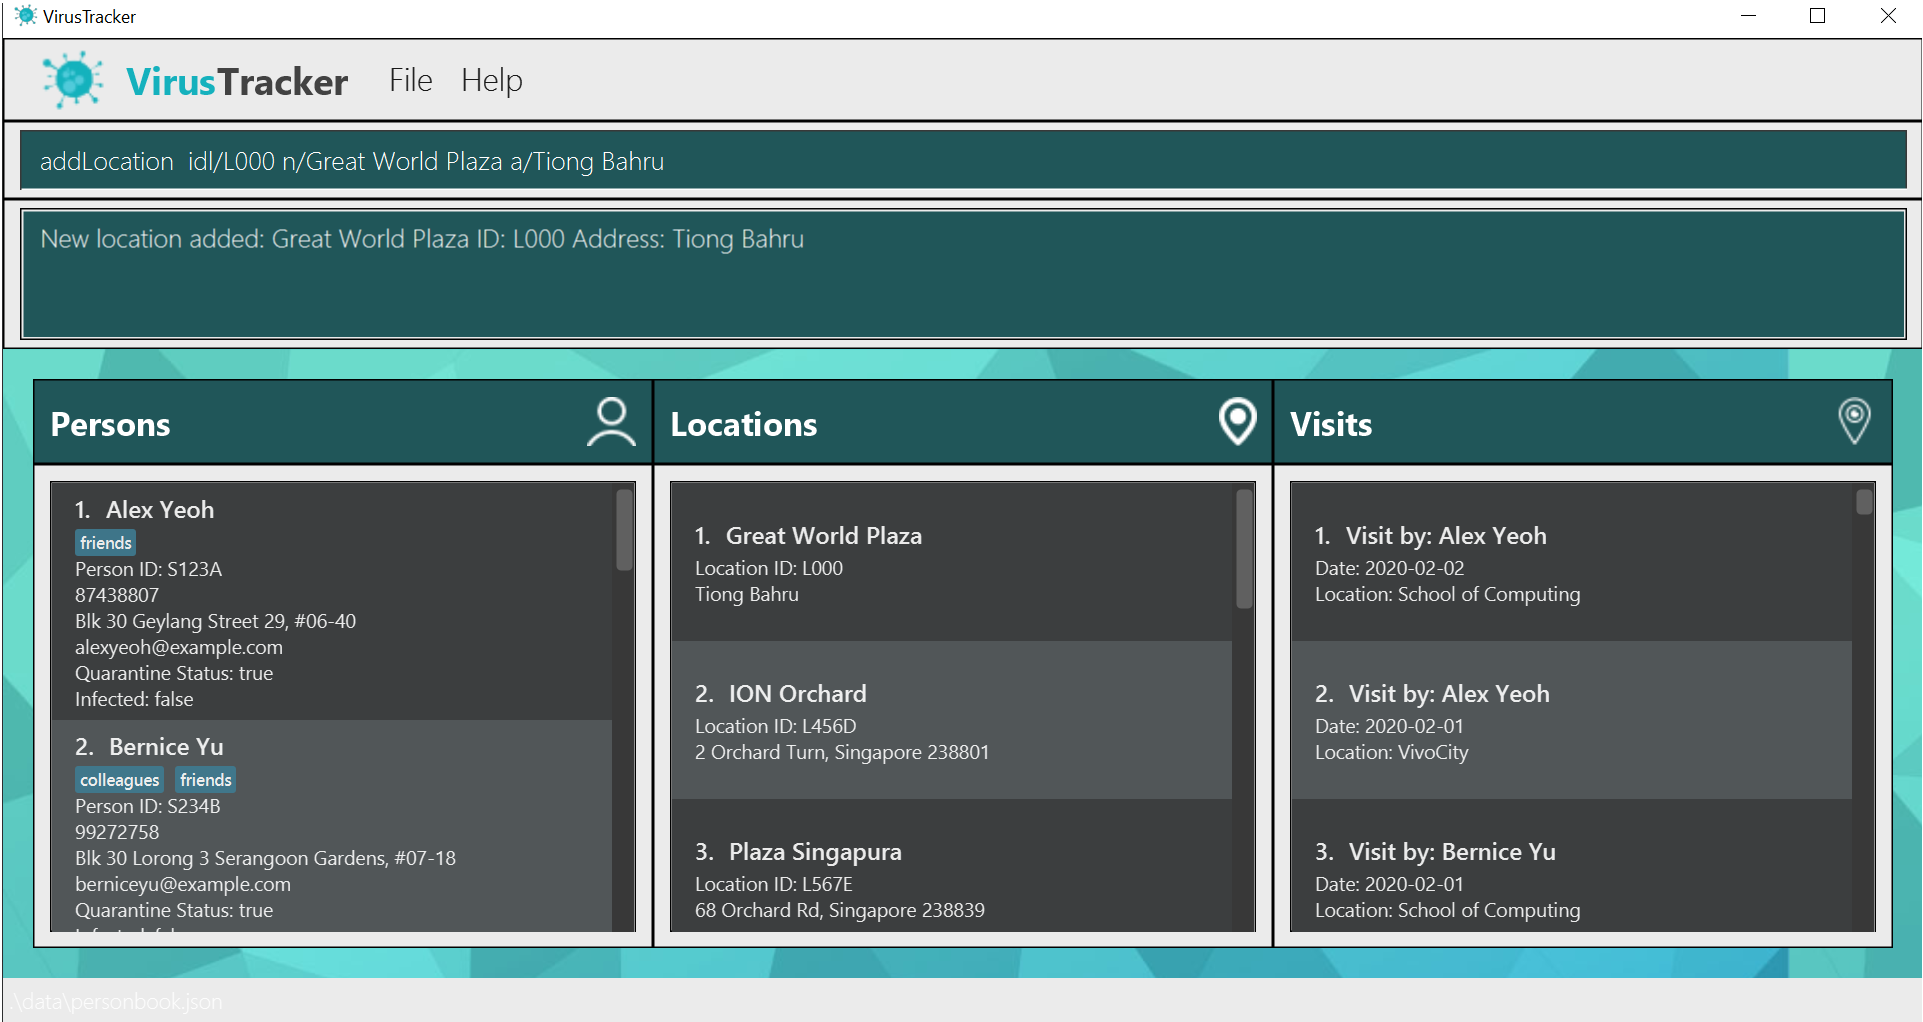 VirusTracker
VirusTracker File Help
addLocation idl/L000 n/Great World Plaza a/Tiong Bahru
New location added: Great World Plaza ID: L000 Address: Tiong Bahru
Persons
1. Alex Yeoh
friends
Person ID: S123A
87438807
Blk 30 Geylang Street 29, #06-40
alexyeoh@example.com
Quarantine Status: true
Infected: false
2. Bernice Yu
colleagues friends
Person ID: S234B
99272758
Blk 30 Lorong 3 Serangoon Gardens, #07-18
berniceyu@example.com
Quarantine Status: true
Locations
1. Great World Plaza
Location ID: L000
Tiong Bahru
2. ION Orchard
Location ID: L456D
2 Orchard Turn, Singapore 238801
3. Plaza Singapura
Location ID: L567E
68 Orchard Rd, Singapore 238839
Visits
1. Visit by: Alex Yeoh
Date: 2020-02-02
Location: School of Computing
2. Visit by: Alex Yeoh
Date: 2020-02-01
Location: VivoCity
3. Visit by: Bernice Yu
Date: 2020-02-01
Location: School of Computing
.\data\personbook.json